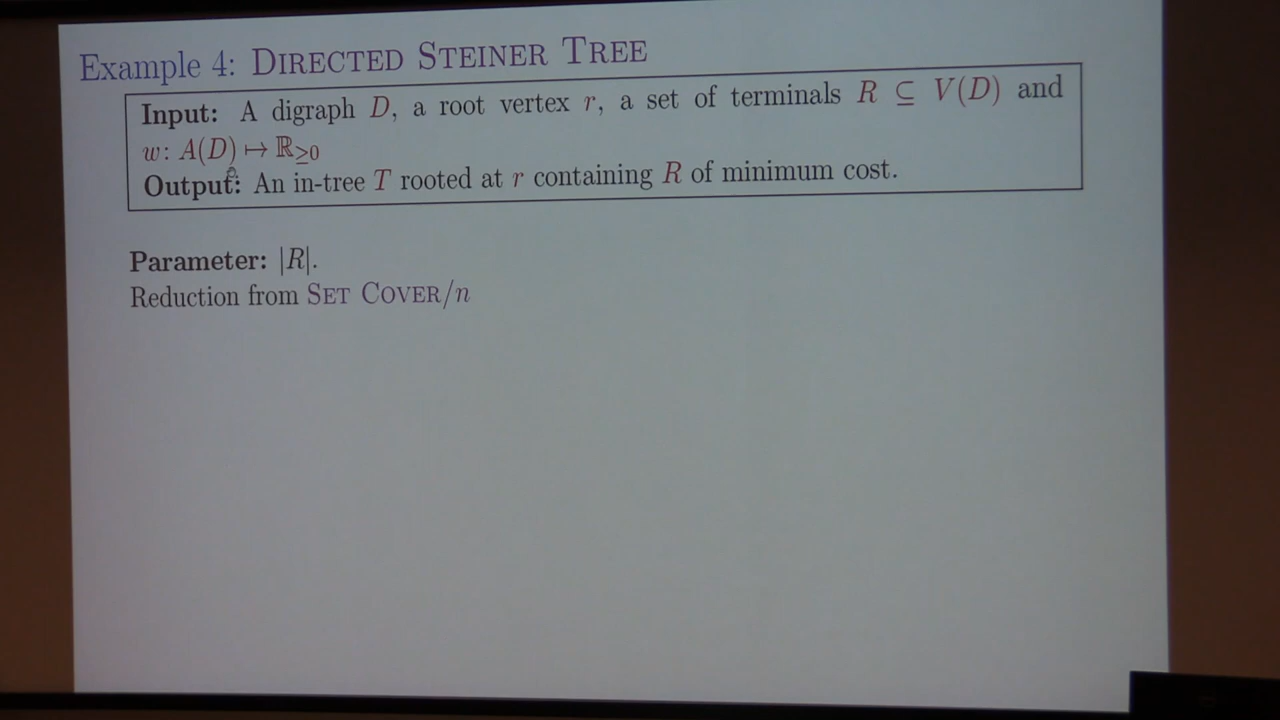 Example 4: DIRECTED STEINER TREE
Input: A digraph D, a root vertex r, a set of terminals R ⊆ V(D) and
w: A(D) ↦ ℝ≥0
Output: An in-tree T rooted at r containing R of minimum cost.
Parameter: |R|.
Reduction from SET COVER/n